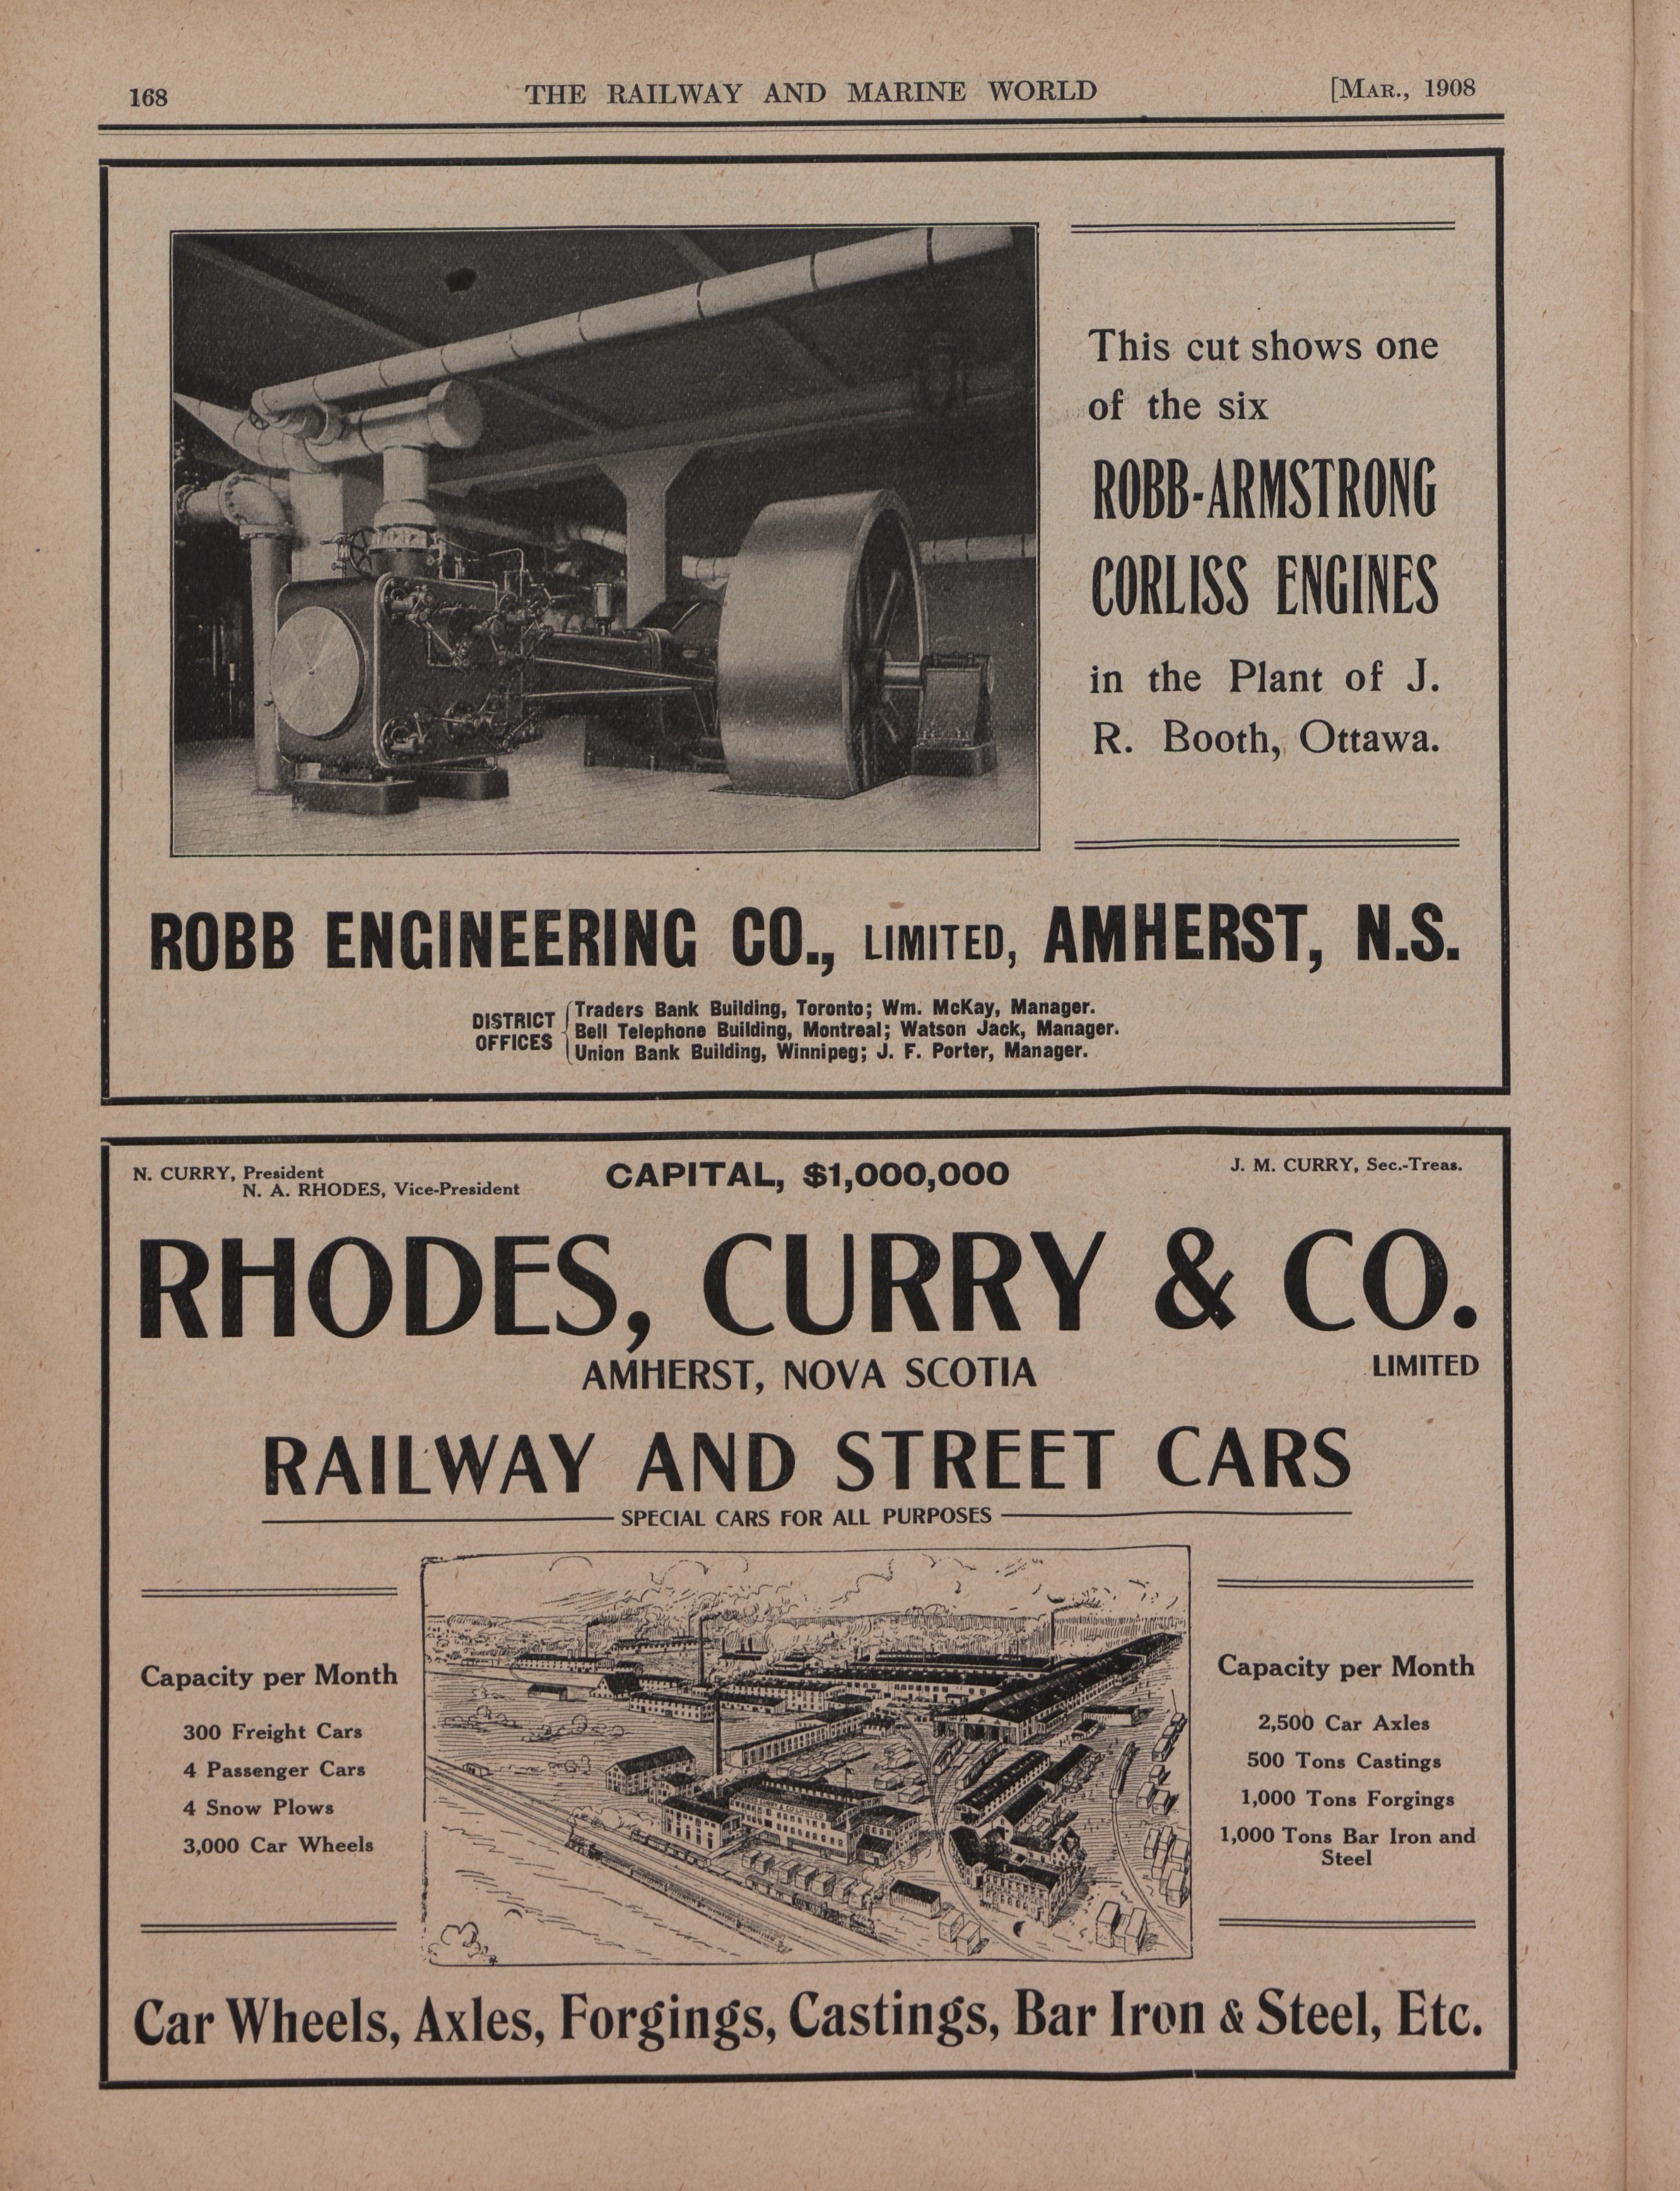 168
THE RAILWAY AND MARINE WORLD
[MAR., 1908
This cut shows one
of the six
ROBB-ARMSTRONG
CORLISS ENGINES
in the Plant of J.
R. Booth, Ottawa.
ROBB ENGINEERING CO., LIMITED, AMHERST, N.S.
DISTRICT
OFFICES
Traders Bank Building, Toronto; Wm. McKay, Manager.
Bell Telephone Building, Montreal; Watson Jack, Manager.
Union Bank Building, Winnipeg; J. F. Porter, Manager.
N. CURRY, President
N. A. RHODES, Vice-President
CAPITAL, $1,000,000
J. M. CURRY, Sec.-Treas.
RHODES, CURRY & CO.
AMHERST, NOVA SCOTIA
LIMITED
RAILWAY AND STREET CARS
SPECIAL CARS FOR ALL PURPOSES
Capacity per Month
300 Freight Cars
4 Passenger Cars
4 Snow Plows
3,000 Car Wheels
Capacity per Month
2,500 Car Axles
500 Tons Castings
1,000 Tons Forgings
1,000 Tons Bar Iron and
Steel
Car Wheels, Axles, Forgings, Castings, Bar Iron & Steel, Etc.